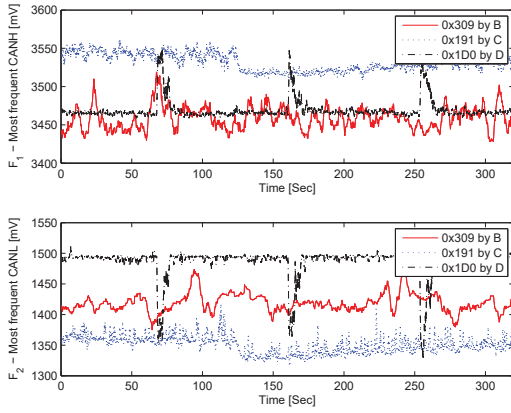 F1 – Most frequent CANH [mV]
3600
3550
3500
3450
3400
0x309 by B
0x191 by C
0x1D0 by D
0 50 100 150 200 250 300
Time [Sec]
F2 – Most frequent CANL [mV]
1550
1500
1450
1400
1350
1300
0x309 by B
0x191 by C
0x1D0 by D
0 50 100 150 200 250 300
Time [Sec]